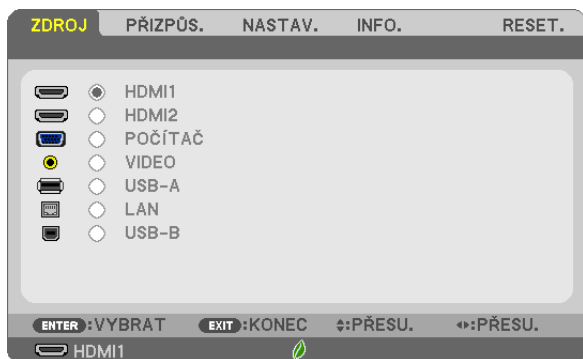 ZDROJ PŘIZPŮS. NASTAV. INFO. RESET.
HDMI1
HDMI2
POČÍTAČ
VIDEO
USB-A
LAN
USB-B
ENTER:VYBRAT EXIT:KONEC :PŘESU. :PŘESU.
HDMI1